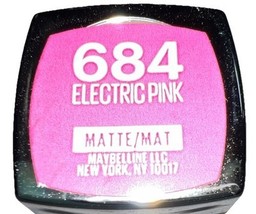 684
ELECTRIC PINK
MATTE/MAT
MAYBELLINE LLC
NEW YORK, NY 10017